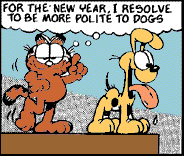 FOR THE NEW YEAR, I RESOLVE
TO BE MORE POLITE TO DOGS